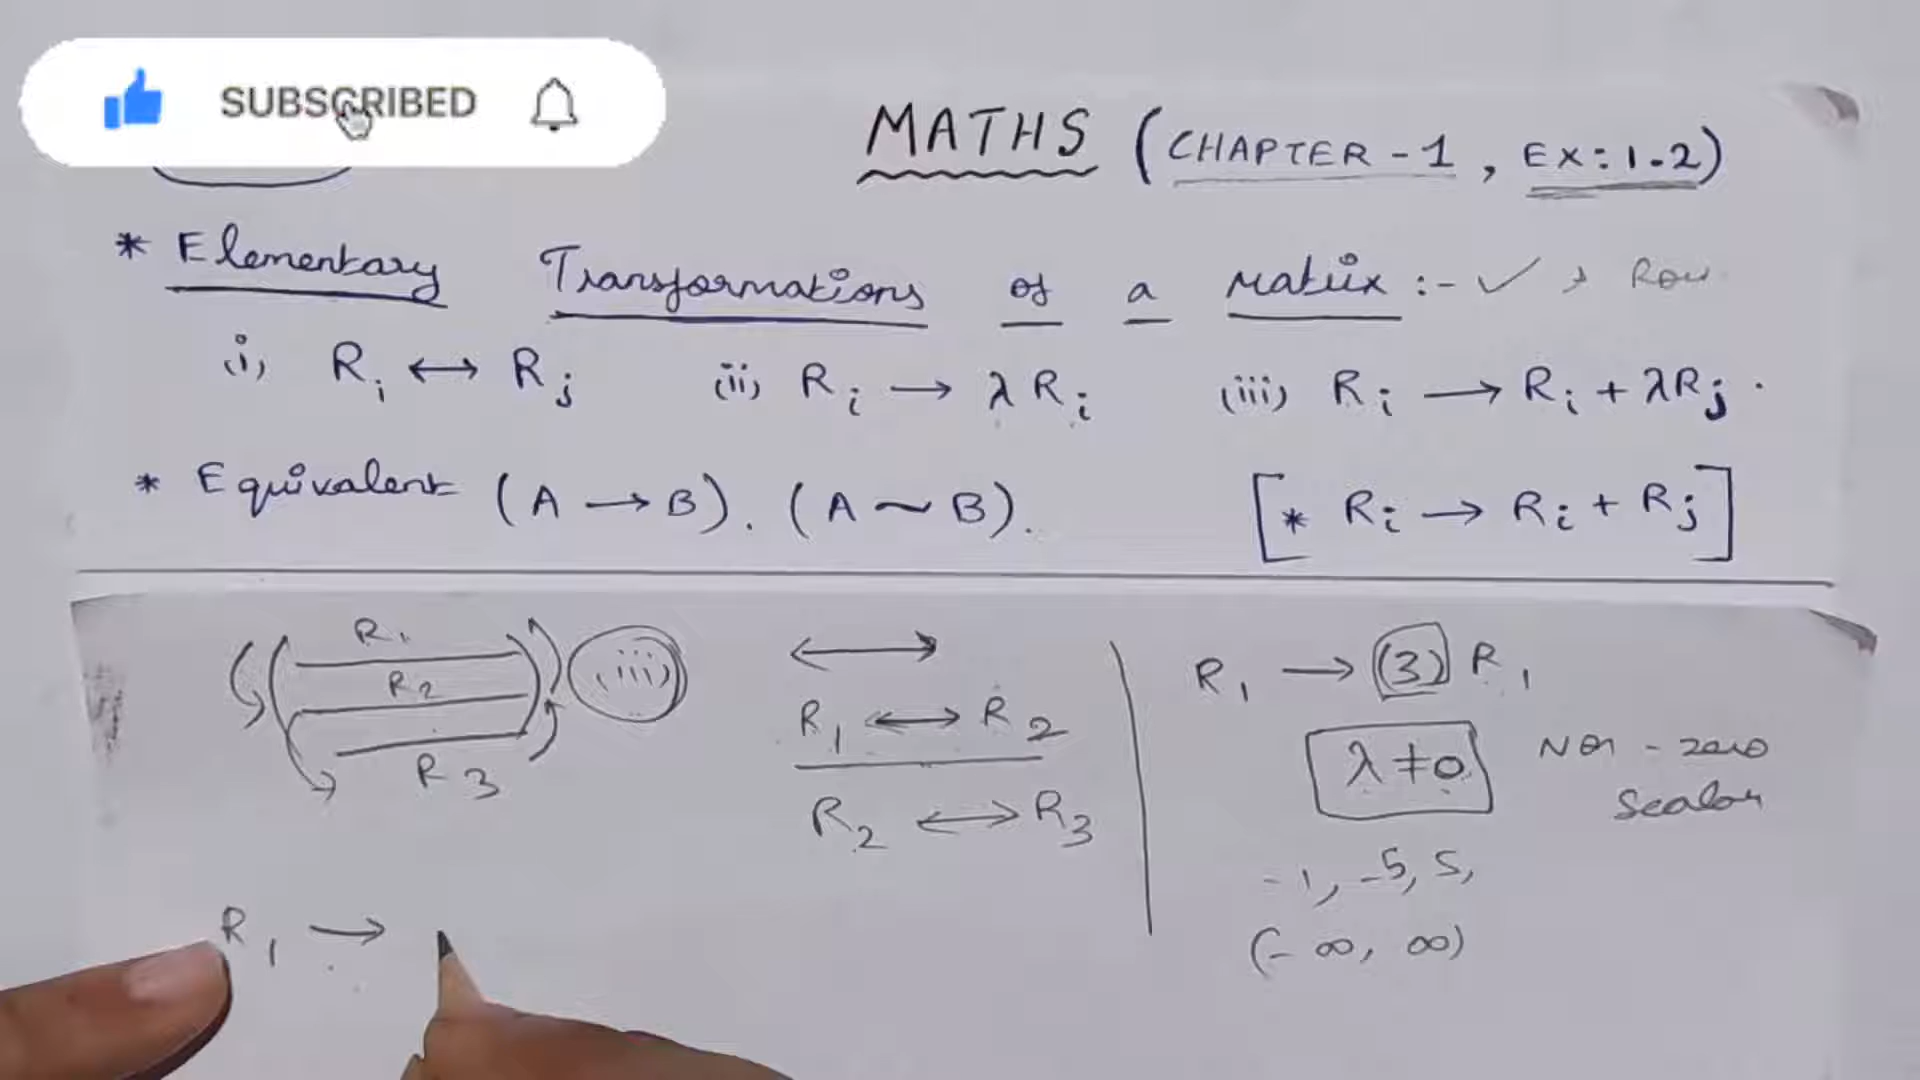 SUBSCRIBED
MATHS (CHAPTER-1, EX:1.2)
* Elementary Transformations of a matrix :- ✓ → Row
(i) Rᵢ ↔ Rⱼ (ii) Rᵢ → λRᵢ (iii) Rᵢ → Rᵢ + λRⱼ.
* Equivalent (A → B). (A ~ B). [* Rᵢ → Rᵢ + Rⱼ]
R₁
R₂
R₃
(iii)
↔
R₁ ↔ R₂
R₂ ↔ R₃
R₁ → (3) R₁
λ ≠ 0 Non-zero
Scalar
-1, -5, 5,
(-∞, ∞)
R₁ →